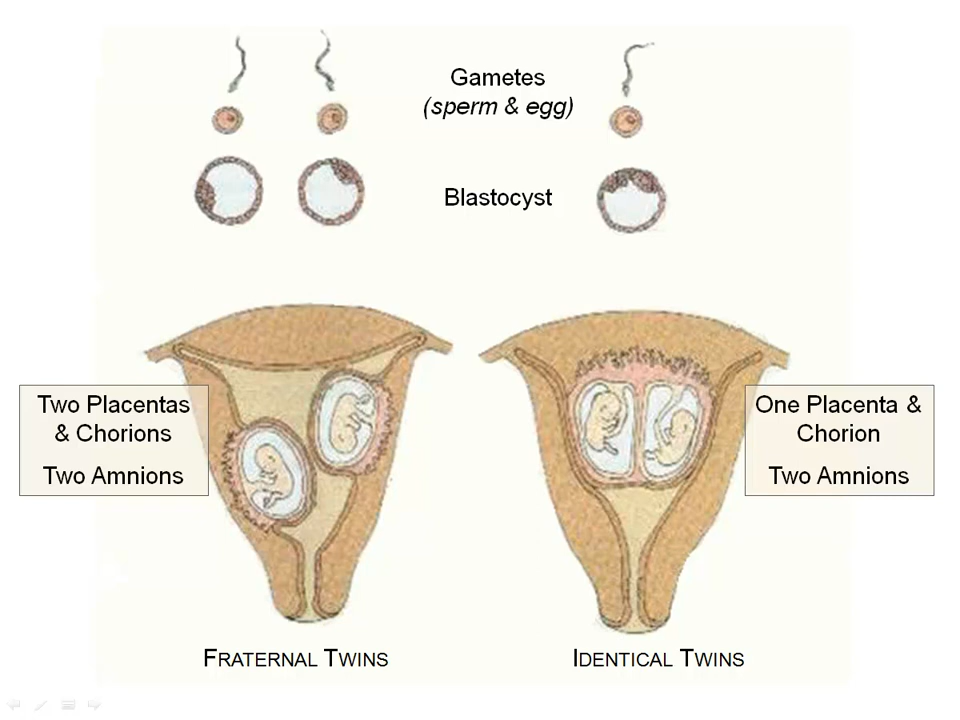 Gametes
(sperm & egg)
Blastocyst
Two Placentas
& Chorions
Two Amnions
One Placenta &
Chorion
Two Amnions
FRATERNAL TWINS
IDENTICAL TWINS